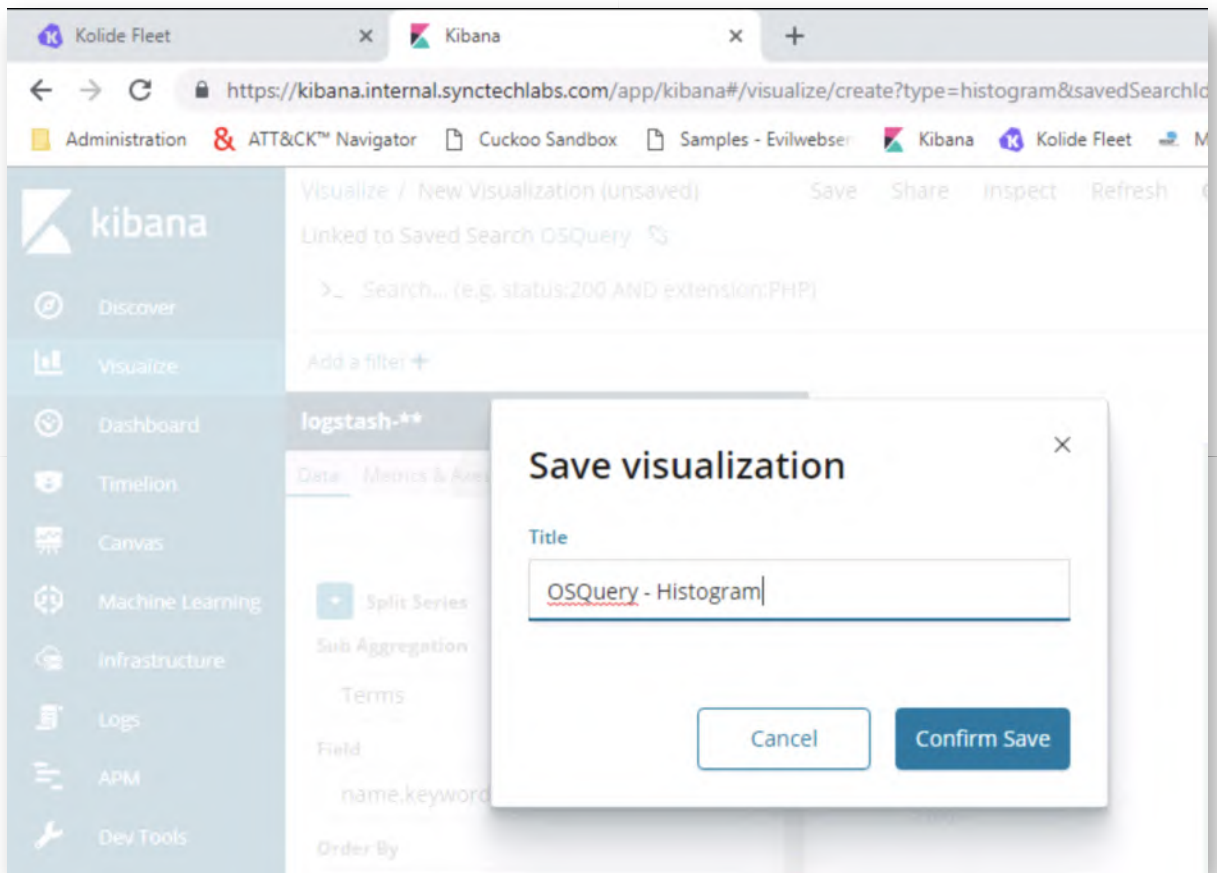 Kolide Fleet
Kibana
https://kibana.internal.synctechlabs.com/app/kibana#/visualize/create?type=histogram&savedSearchId
Administration ATT&CK™ Navigator Cuckoo Sandbox Samples - Evilwebser Kibana Kolide Fleet M
kibana
Visualize / New Visualization (unsaved) Save Share Inspect Refresh
Linked to Saved Search OSQuery
>_ Search... (e.g. status:200 AND extension:PHP)
Discover
Visualize
Add a filter +
Dashboard
logstash-**
Timelion
Data Metrics & Axes
Canvas
Machine Learning
Split Series
Infrastructure
Sub Aggregation
Terms
Logs
Field
APM
name.keyword
Dev Tools
Order By
Save visualization
Title
OSQuery - Histogram
Cancel Confirm Save